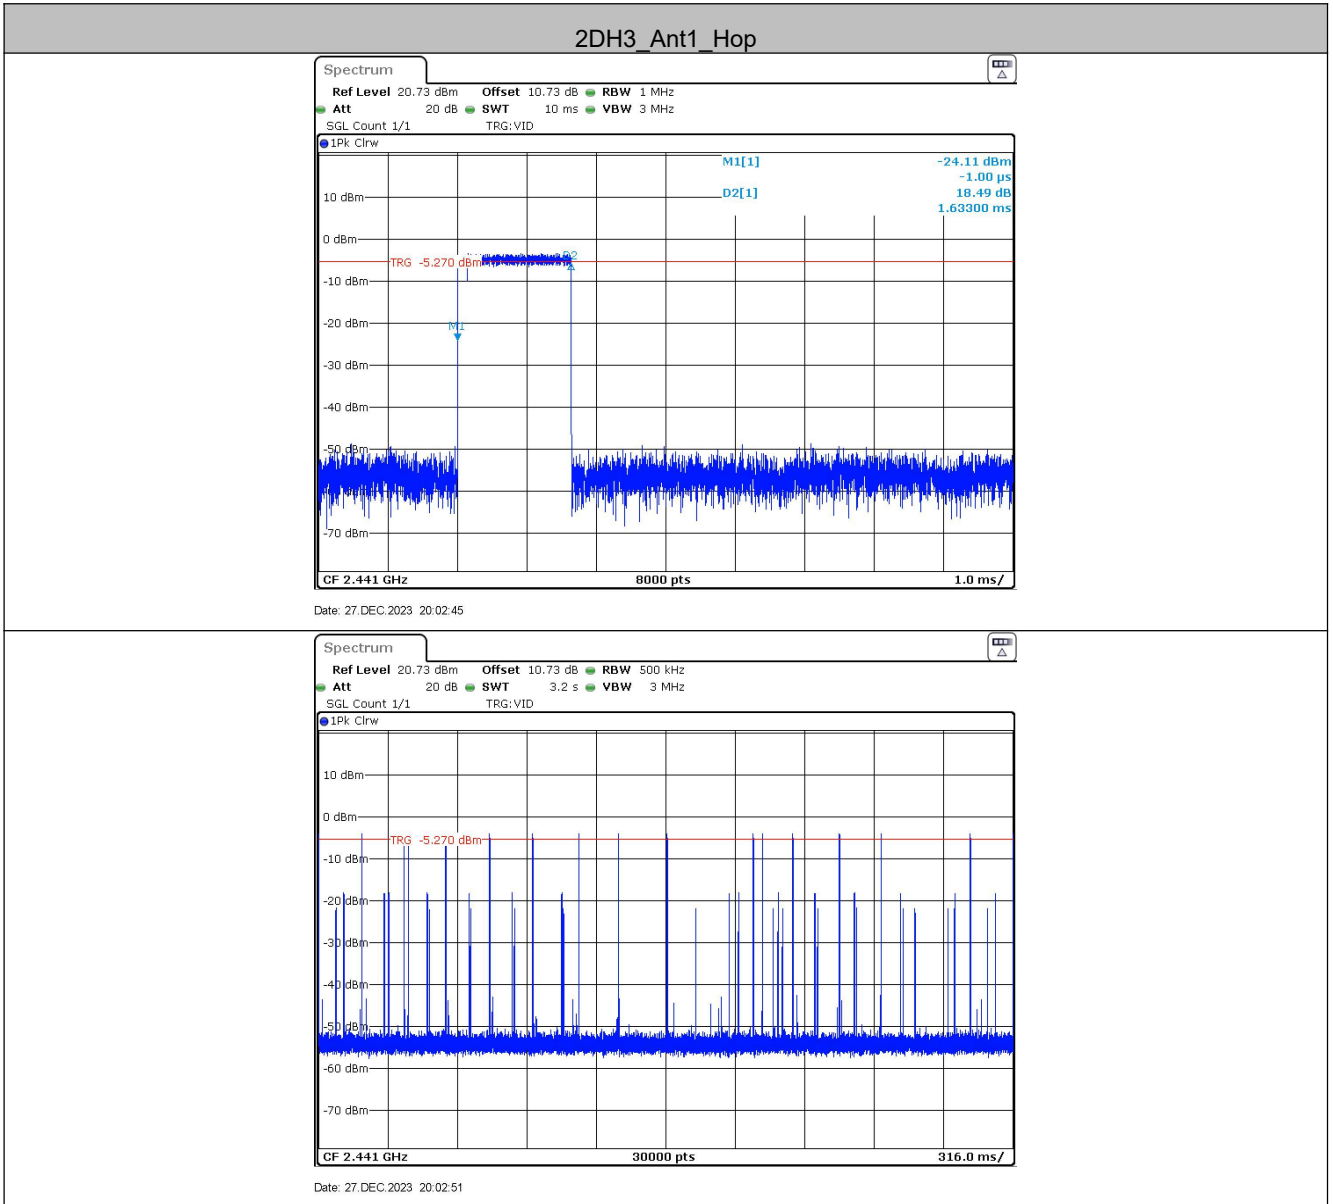 2DH3_Ant1_Hop
Spectrum
Ref Level 20.73 dBm Offset 10.73 dB RBW 1 MHz
Att 20 dB SWT 10 ms VBW 3 MHz
SGL Count 1/1 TRG:VID
1Pk Clrw
M1[1] -24.11 dBm
-1.00 µs
D2[1] 18.49 dB
1.63300 ms
10 dBm
0 dBm
D2
TRG -5.270 dBm
-10 dBm
-20 dBm
M1
-30 dBm
-40 dBm
-50 dBm
-70 dBm
CF 2.441 GHz 8000 pts 1.0 ms/
Date: 27.DEC.2023 20:02:45
Spectrum
Ref Level 20.73 dBm Offset 10.73 dB RBW 500 kHz
Att 20 dB SWT 3.2 s VBW 3 MHz
SGL Count 1/1 TRG:VID
1Pk Clrw
10 dBm
0 dBm
TRG -5.270 dBm
-10 dBm
-20 dBm
-30 dBm
-40 dBm
-50 dBm
-60 dBm
-70 dBm
CF 2.441 GHz 30000 pts 316.0 ms/
Date: 27.DEC.2023 20:02:51